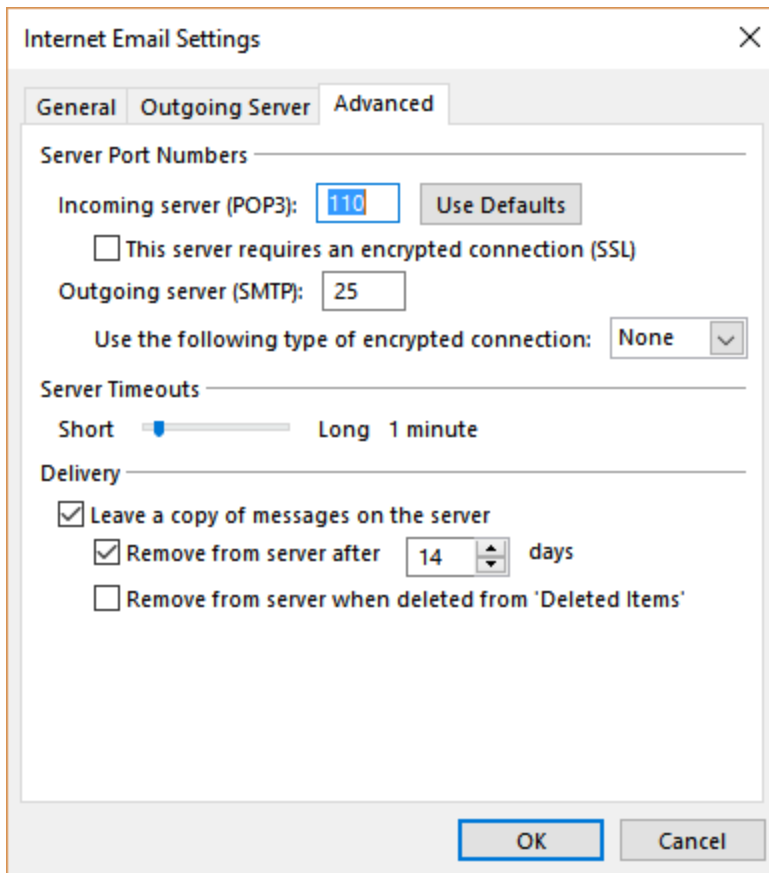 Internet Email Settings
General Outgoing Server Advanced
Server Port Numbers
Incoming server (POP3): 110 Use Defaults
This server requires an encrypted connection (SSL)
Outgoing server (SMTP): 25
Use the following type of encrypted connection: None
Server Timeouts
Short Long 1 minute
Delivery
Leave a copy of messages on the server
Remove from server after 14 days
Remove from server when deleted from 'Deleted Items'
OK Cancel